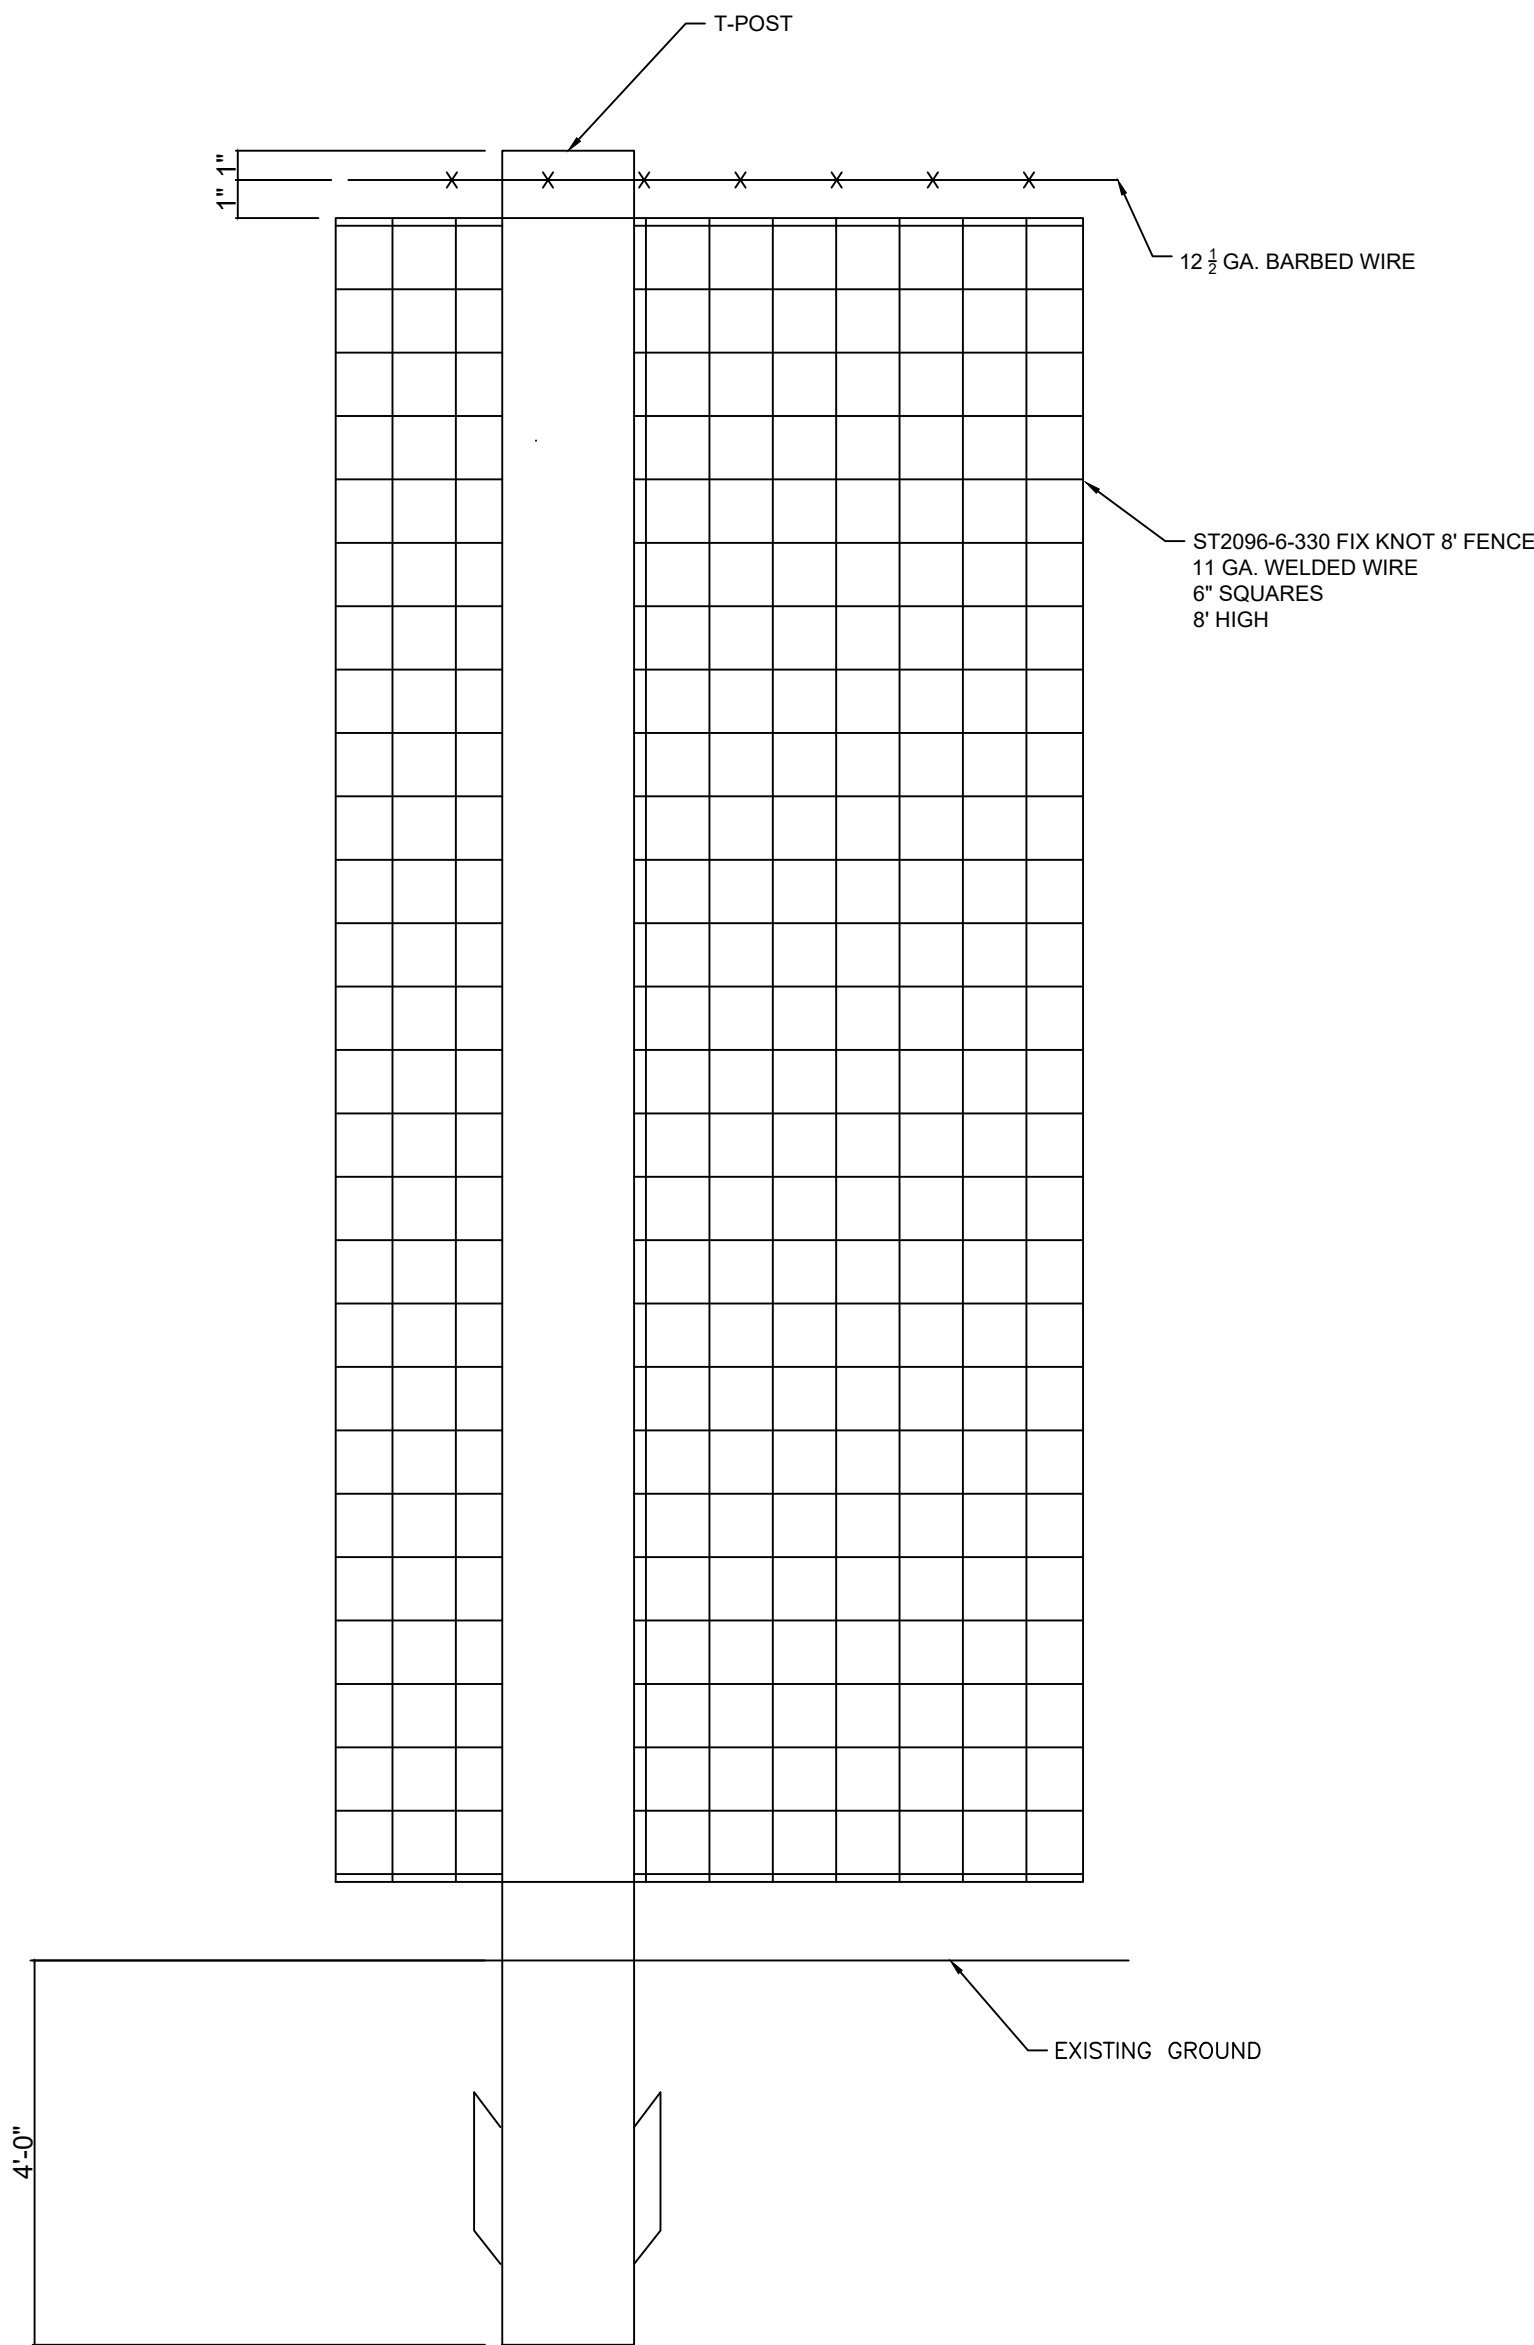 T-POST
1"
1"
12 1/2 GA. BARBED WIRE
ST2096-6-330 FIX KNOT 8' FENCE
11 GA. WELDED WIRE
6" SQUARES
8' HIGH
EXISTING GROUND
4'-0"